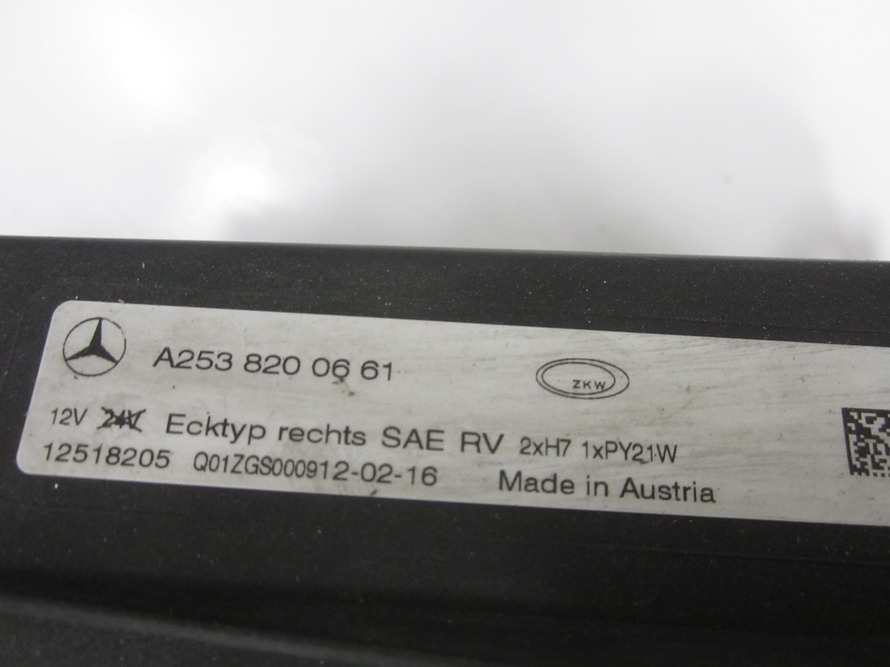 A253 820 06 61
ZKW
12V 24V Ecktyp rechts SAE RV 2xH7 1xPY21W
12518205 Q01ZGS000912-02-16 Made in Austria